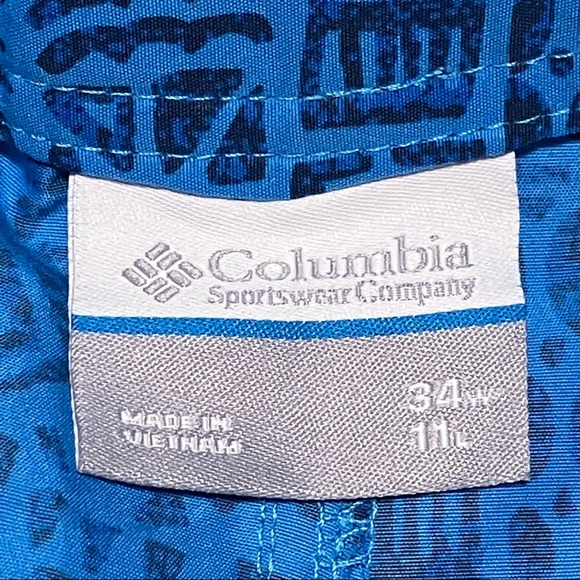 Columbia
Sportswear Company
MADE IN
VIETNAM
34W
11L